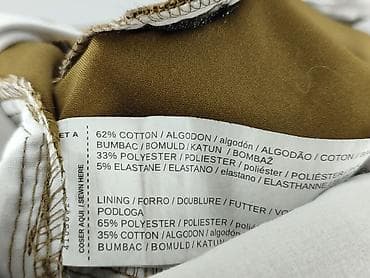 ET A
62% COTTON / ALGODON / algodón / ALGODÃO / COTON
BUMBAC / BOMULD / KATUN / BOMBAŽ
33% POLYESTER / POLIESTER / poliéster / POLIÉSTER
5% ELASTANE / ELASTANO / elastano / ELASTHANNE
LINING / FORRO / DOUBLURE / FUTTER / VO
PODLOGA
65% POLYESTER / POLIESTER / poliéster
35% COTTON / ALGODON / algodón
BUMBAC / BOMULD / KATUN
COSER AQUI / SEWN HERE